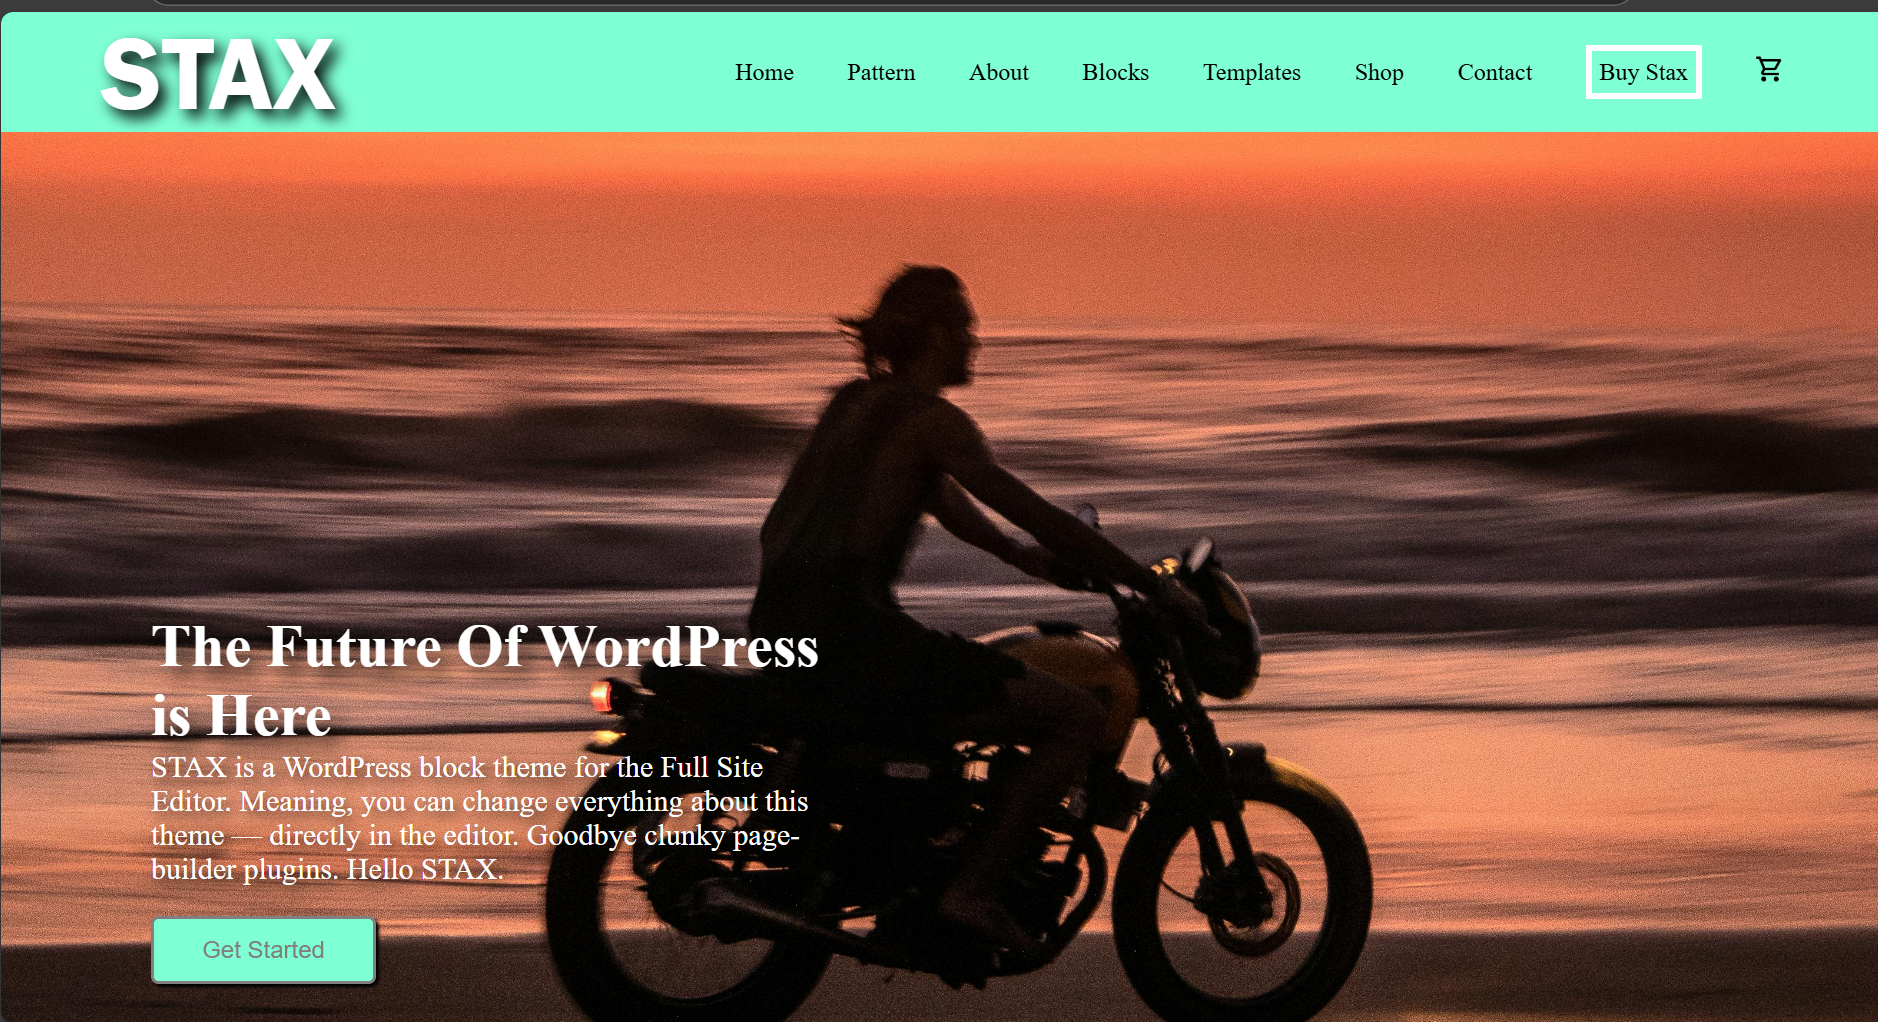 STAX
Home Pattern About Blocks Templates Shop Contact Buy Stax
The Future Of WordPress
is Here
STAX is a WordPress block theme for the Full Site
Editor. Meaning, you can change everything about this
theme — directly in the editor. Goodbye clunky page-
builder plugins. Hello STAX.
Get Started